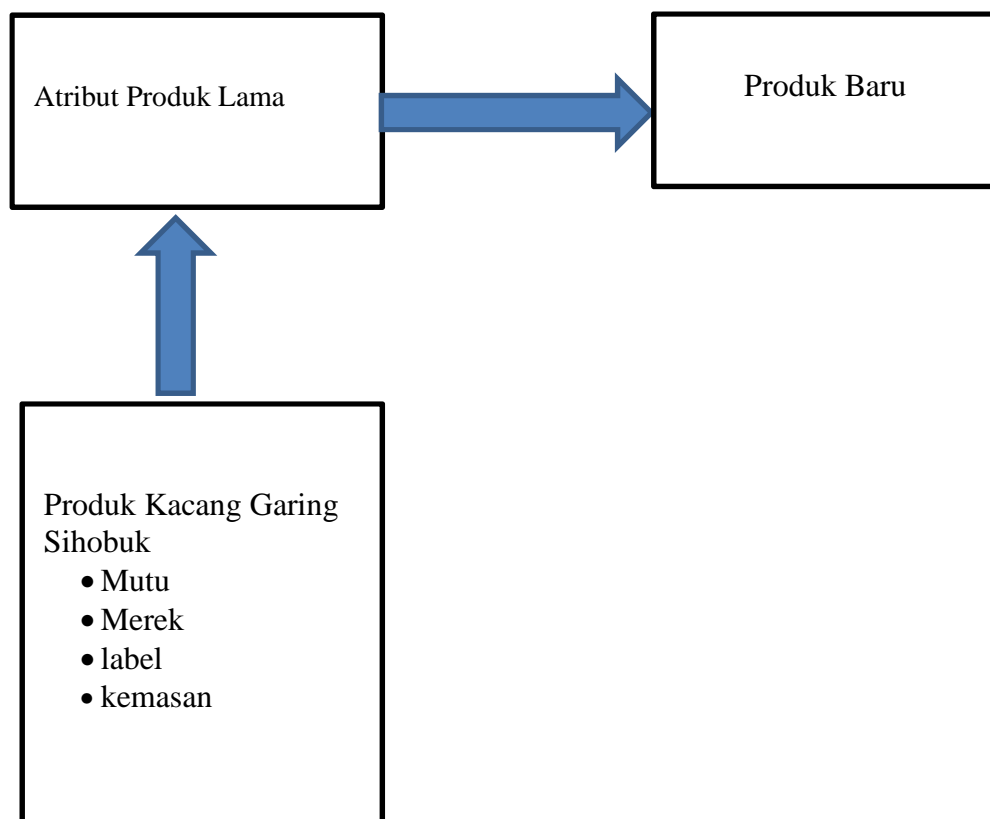 Atribut Produk Lama
Produk Baru
Produk Kacang Garing
Sihobuk
• Mutu
• Merek
• label
• kemasan